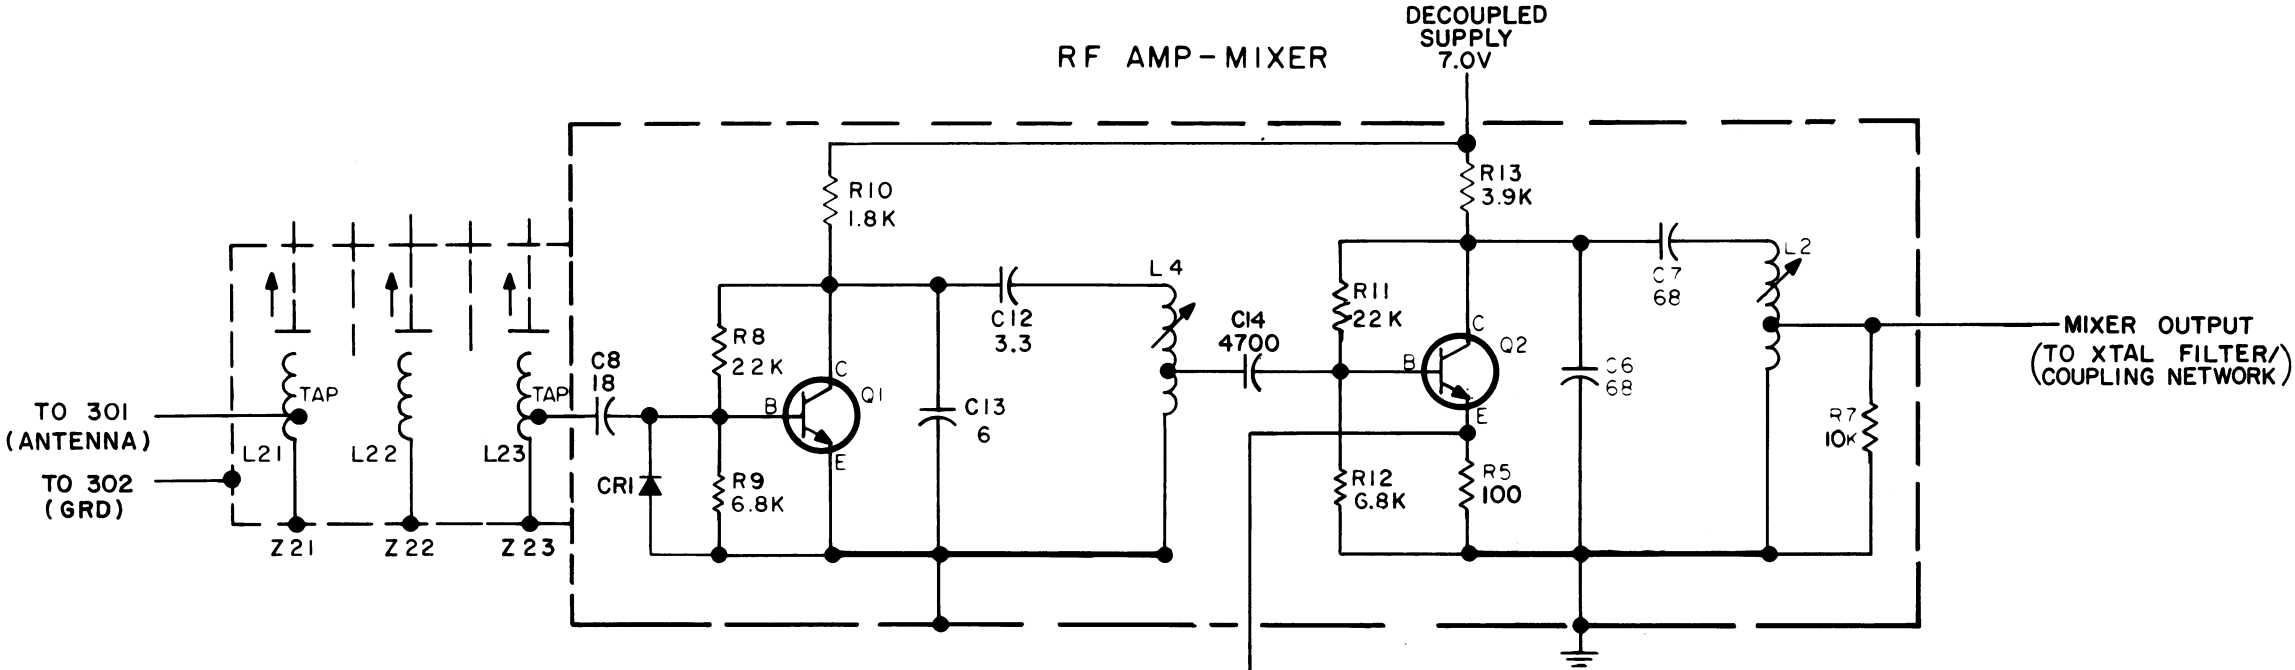 DECOUPLED
SUPPLY
7.0V
RF AMP-MIXER
R10
1.8K
R13
3.9K
L4
L2
R8
22K
C12
3.3
C14
4700
R11
22K
C7
68
C8
18
TAP
TAP
C
B
Q1
E
C13
6
C
B
Q2
E
C6
68
MIXER OUTPUT
(TO XTAL FILTER/
COUPLING NETWORK)
TO 301
(ANTENNA)
L21
L22
L23
TO 302
(GRD)
CR1
R9
6.8K
R12
6.8K
R5
100
R7
10K
Z21
Z22
Z23